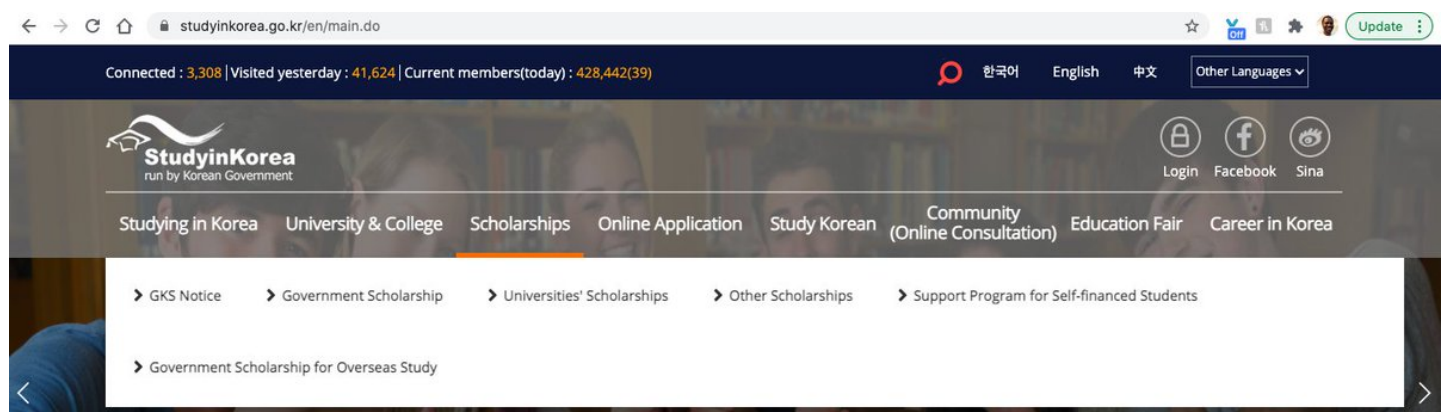 studyinkorea.go.kr/en/main.do
Off
Update
Connected : 3,308 | Visited yesterday : 41,624 | Current members(today) : 428,442(39)
한국어 English 中文 Other Languages
StudyinKorea
run by Korean Government
Login Facebook Sina
Studying in Korea University & College Scholarships Online Application Study Korean Community (Online Consultation) Education Fair Career in Korea
GKS Notice Government Scholarship Universities' Scholarships Other Scholarships Support Program for Self-financed Students
Government Scholarship for Overseas Study